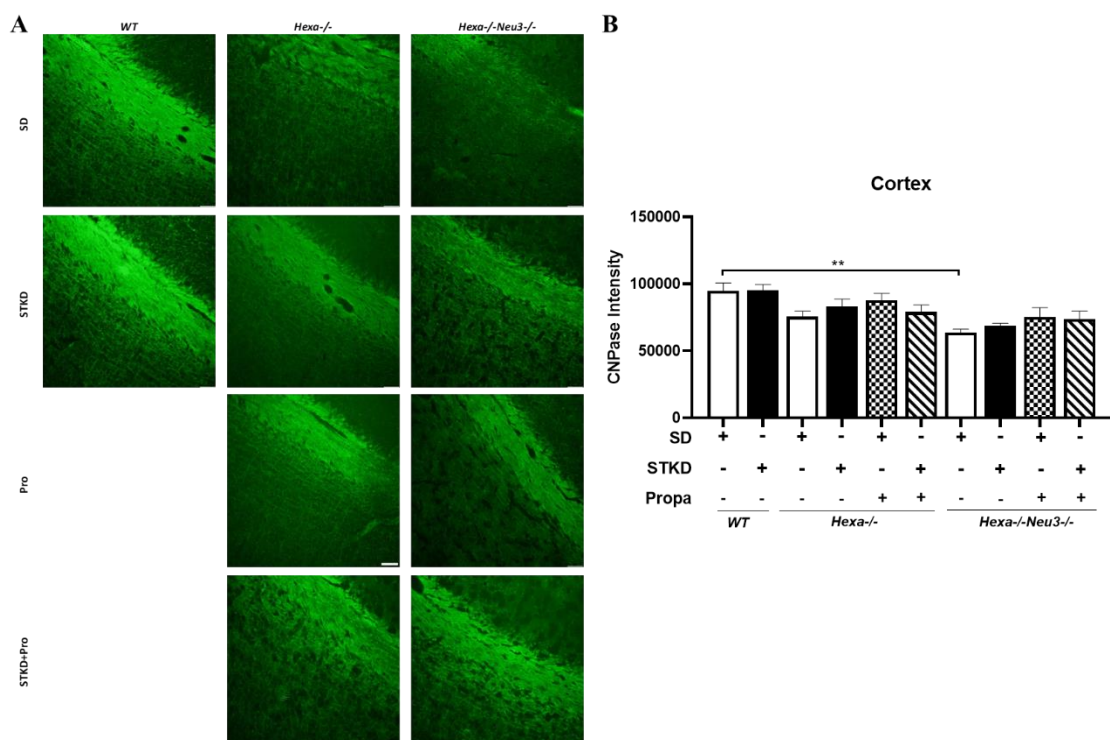 A
WT
Hexa-/-
Hexa-/-Neu3-/-
SD
STKD
Pro
STKD+Pro
B
Cortex
CNPase Intensity
150000
100000
50000
0
**
SD + - + - + - + - + -
STKD - + - + - + - + - +
Propa - - - - + + - - + +
WT
Hexa-/-
Hexa-/-Neu3-/-